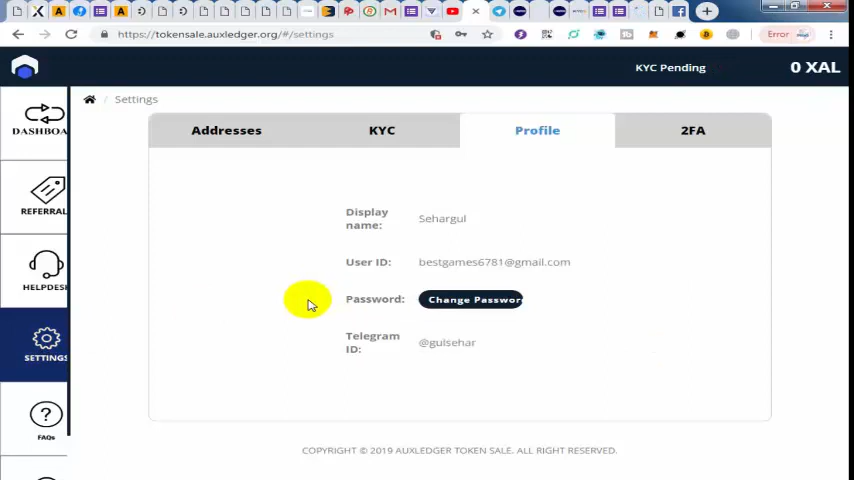 https://tokensale.auxledger.org/#/settings
Error
KYC Pending
0 XAL
Settings
DASHBOA
REFERRAL
HELPDES
SETTINGS
FAQs
Addresses
KYC
Profile
2FA
Display
name:
Sehargul
User ID:
bestgames6781@gmail.com
Password:
Change Passwor
Telegram
ID:
@gulsehar
COPYRIGHT © 2019 AUXLEDGER TOKEN SALE. ALL RIGHT RESERVED.